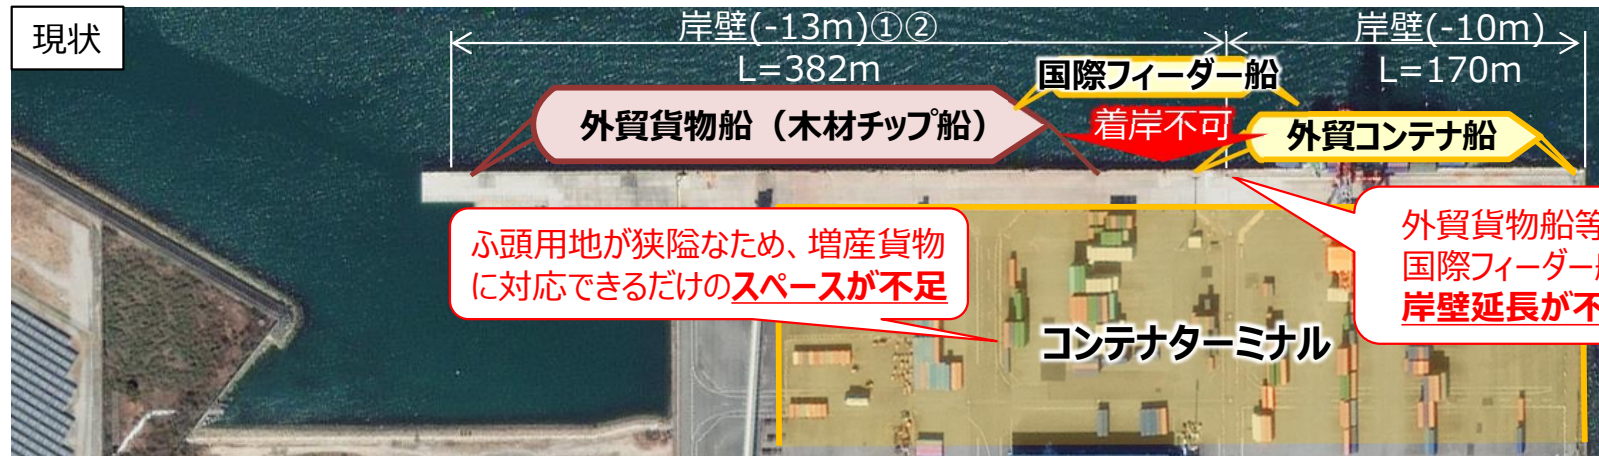 現状
岸壁(-13m)①②
L=382m
岸壁(-10m)
L=170m
国際フィーダー船
外貿貨物船（木材チップ船）
着岸不可
外貿コンテナ船
ふ頭用地が狭隘なため、増産貨物
に対応できるだけのスペースが不足
外貿貨物船等
国際フィーダー
岸壁延長が不
コンテナターミナル